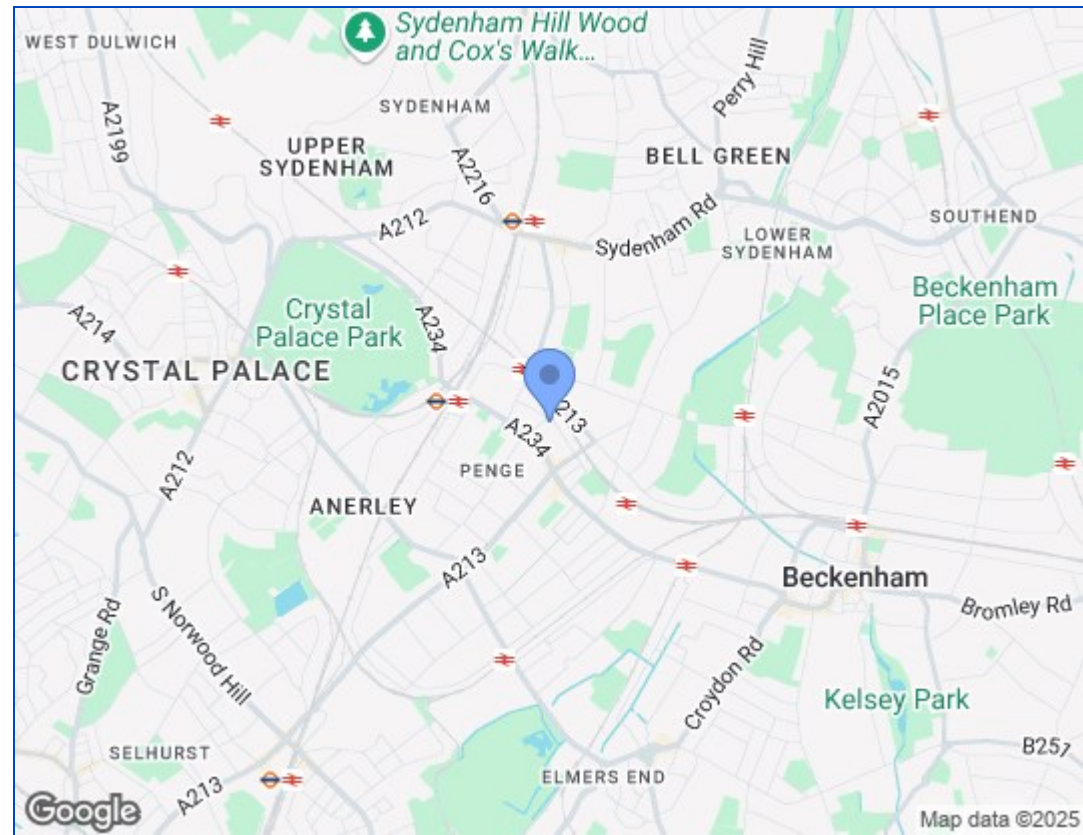 Sydenham Hill Wood
and Cox's Walk...
WEST DULWICH
Perry Hill
SYDENHAM
A2199
UPPER
SYDENHAM
A2216
BELL GREEN
A212
Sydenham Rd
SOUTHEND
LOWER
SYDENHAM
Beckenham
Place Park
Crystal
Palace Park
A234
A214
CRYSTAL PALACE
A2015
213
A234
A212
PENGE
ANERLEY
A213
Beckenham
Bromley Rd
Grange Rd
S Norwood Hill
Croydon Rd
Kelsey Park
SELHURST
A213
ELMERS END
B251
Google
Map data ©2025